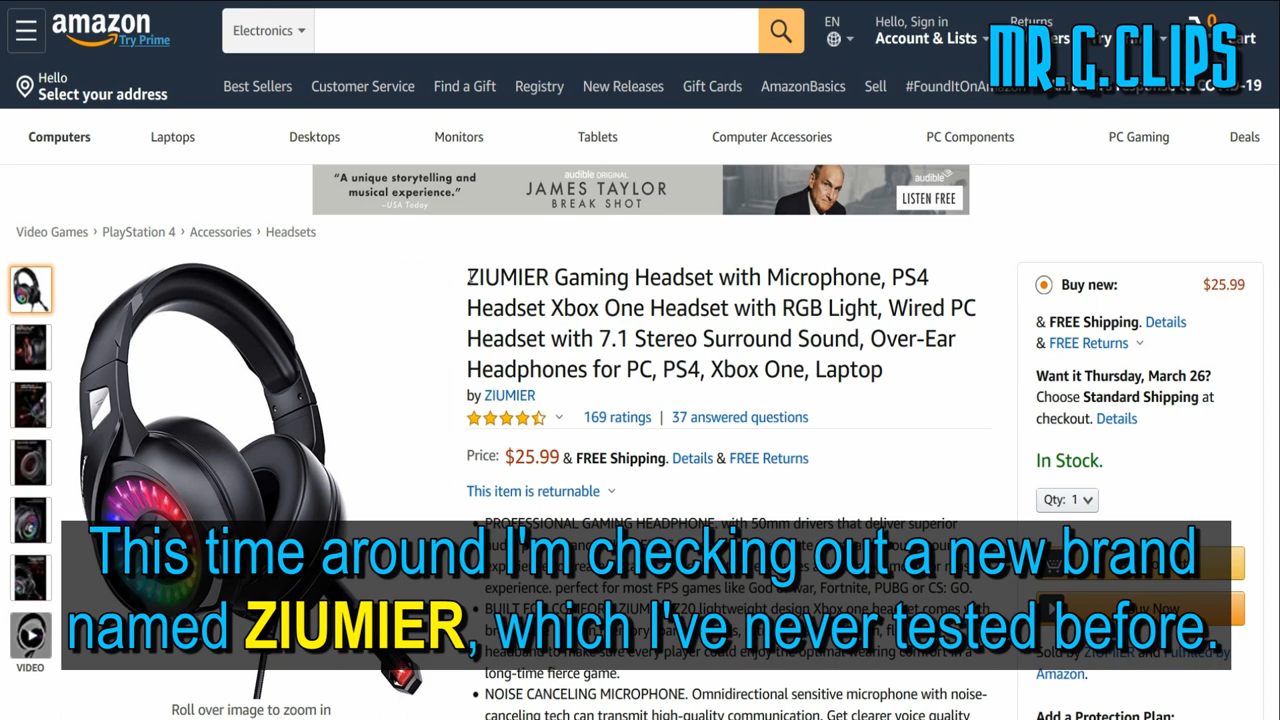 amazon
Try Prime
Electronics
EN
Hello, Sign in
Account & Lists
Returns
MR.G.CLIPS
0
Hello
Select your address
Best Sellers
Customer Service
Find a Gift
Registry
New Releases
Gift Cards
AmazonBasics
Sell
Computers
Laptops
Desktops
Monitors
Tablets
Computer Accessories
PC Components
PC Gaming
Deals
“A unique storytelling and
musical experience.”
—USA Today
audible ORIGINAL
JAMES TAYLOR
BREAK SHOT
audible
LISTEN FREE
Video Games › PlayStation 4 › Accessories › Headsets
ZIUMIER Gaming Headset with Microphone, PS4
Headset Xbox One Headset with RGB Light, Wired PC
Headset with 7.1 Stereo Surround Sound, Over-Ear
Headphones for PC, PS4, Xbox One, Laptop
by ZIUMIER
169 ratings | 37 answered questions
Price: $25.99 & FREE Shipping. Details & FREE Returns
This item is returnable
Buy new: $25.99
& FREE Shipping. Details
& FREE Returns
Want it Thursday, March 26?
Choose Standard Shipping at
checkout. Details
In Stock.
Qty: 1
This time around I'm checking out a new brand
named ZIUMIER, which I've never tested before.
long-time fierce game.
• NOISE CANCELING MICROPHONE. Omnidirectional sensitive microphone with noise-
canceling tech can transmit high-quality communication. Get clearer voice quality
Amazon.
Add a Protection Plan:
VIDEO
Roll over image to zoom in